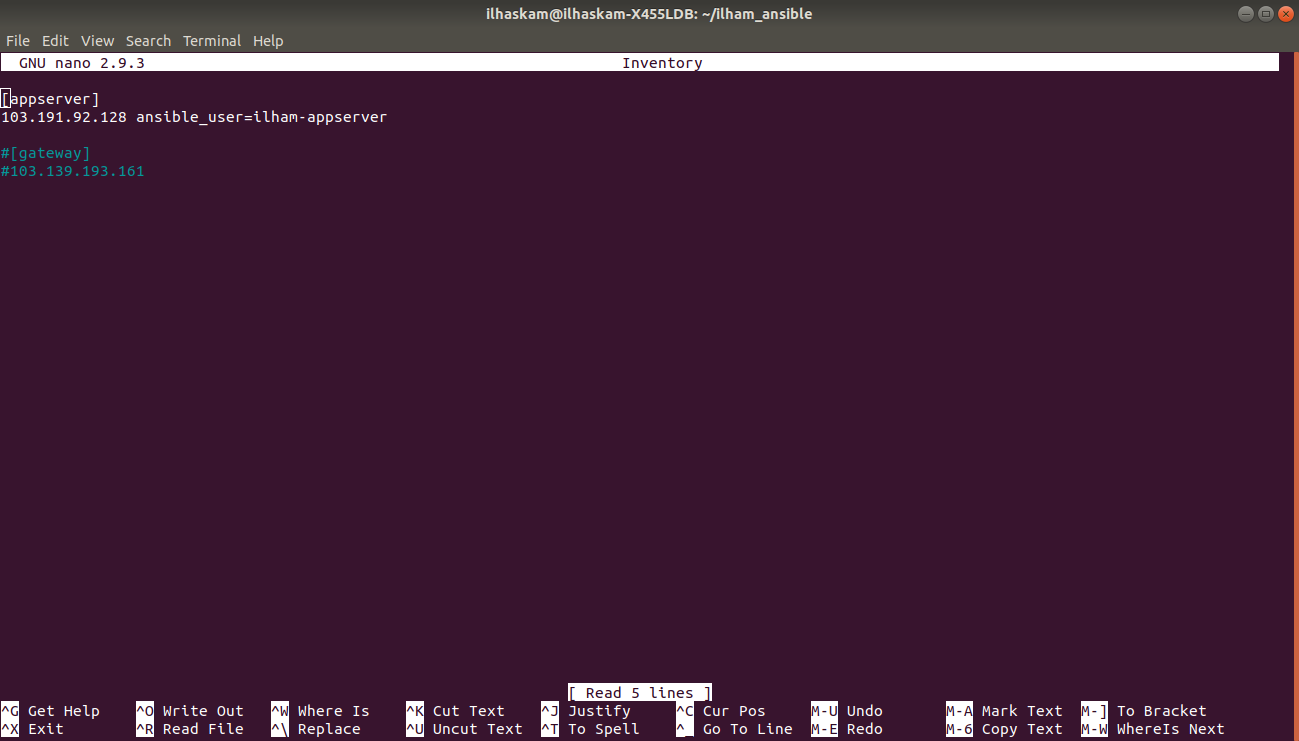 ilhaskam@ilhaskam-X455LDB: ~/ilham_ansible
File Edit View Search Terminal Help
GNU nano 2.9.3 Inventory
[appserver]
103.191.92.128 ansible_user=ilham-appserver
#[gateway]
#103.139.193.161
[ Read 5 lines ]
^G Get Help ^O Write Out ^W Where Is ^K Cut Text ^J Justify ^C Cur Pos M-U Undo M-A Mark Text M-] To Bracket
^X Exit ^R Read File ^\ Replace ^U Uncut Text ^T To Spell ^_ Go To Line M-E Redo M-6 Copy Text M-W WhereIs Next